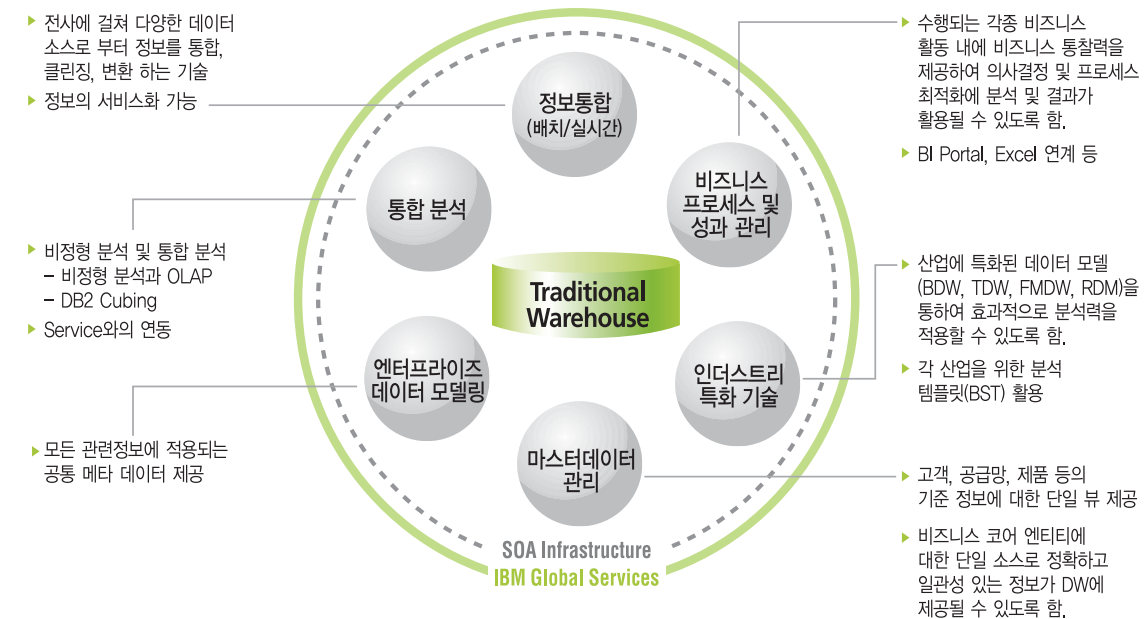 전사에 걸쳐 다양한 데이터
소스로 부터 정보를 통합,
클린징, 변환 하는 기술
정보의 서비스화 가능
정보통합
(배치/실시간)
수행되는 각종 비즈니스
활동 내에 비즈니스 통찰력을
제공하여 의사결정 및 프로세스
최적화에 분석 및 결과가
활용될 수 있도록 함.
BI Portal, Excel 연계 등
통합 분석
비즈니스
프로세스 및
성과 관리
비정형 분석 및 통합 분석
– 비정형 분석과 OLAP
– DB2 Cubing
Service와의 연동
Traditional
Warehouse
산업에 특화된 데이터 모델
(BDW, TDW, FMDW, RDM)을
통하여 효과적으로 분석력을
적용할 수 있도록 함.
각 산업을 위한 분석
템플릿(BST) 활용
엔터프라이즈
데이터 모델링
인더스트리
특화 기술
모든 관련정보에 적용되는
공통 메타 데이터 제공
마스터데이터
관리
고객, 공급망, 제품 등의
기준 정보에 대한 단일 뷰 제공
비즈니스 코어 엔티티에
대한 단일 소스로 정확하고
일관성 있는 정보가 DW에
제공될 수 있도록 함.
SOA Infrastructure
IBM Global Services